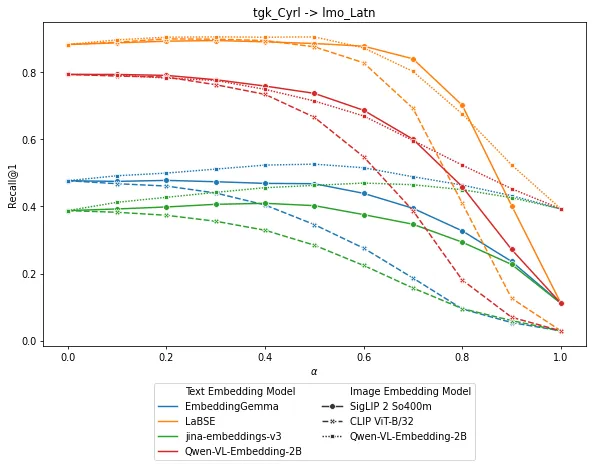 tgk_Cyrl -> lmo_Latn
Recall@1
0.8
0.6
0.4
0.2
0.0
0.0 0.2 0.4 0.6 0.8 1.0
α
Text Embedding Model
EmbeddingGemma
LaBSE
jina-embeddings-v3
Qwen-VL-Embedding-2B
Image Embedding Model
SigLIP 2 So400m
CLIP ViT-B/32
Qwen-VL-Embedding-2B